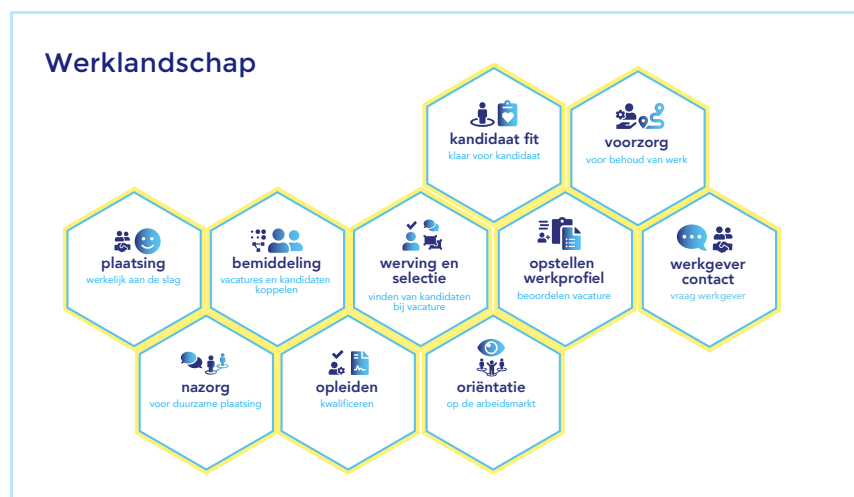 Werklandschap
kandidaat fit
klaar voor kandidaat
voorzorg
voor behoud van werk
plaatsing
werkelijk aan de slag
bemiddeling
vacatures en kandidaten
koppelen
werving en
selectie
vinden van kandidaten
bij vacature
opstellen
werkprofiel
beoordelen vacature
werkgever
contact
vraag werkgever
nazorg
voor duurzame plaatsing
opleiden
kwalificeren
oriëntatie
op de arbeidsmarkt